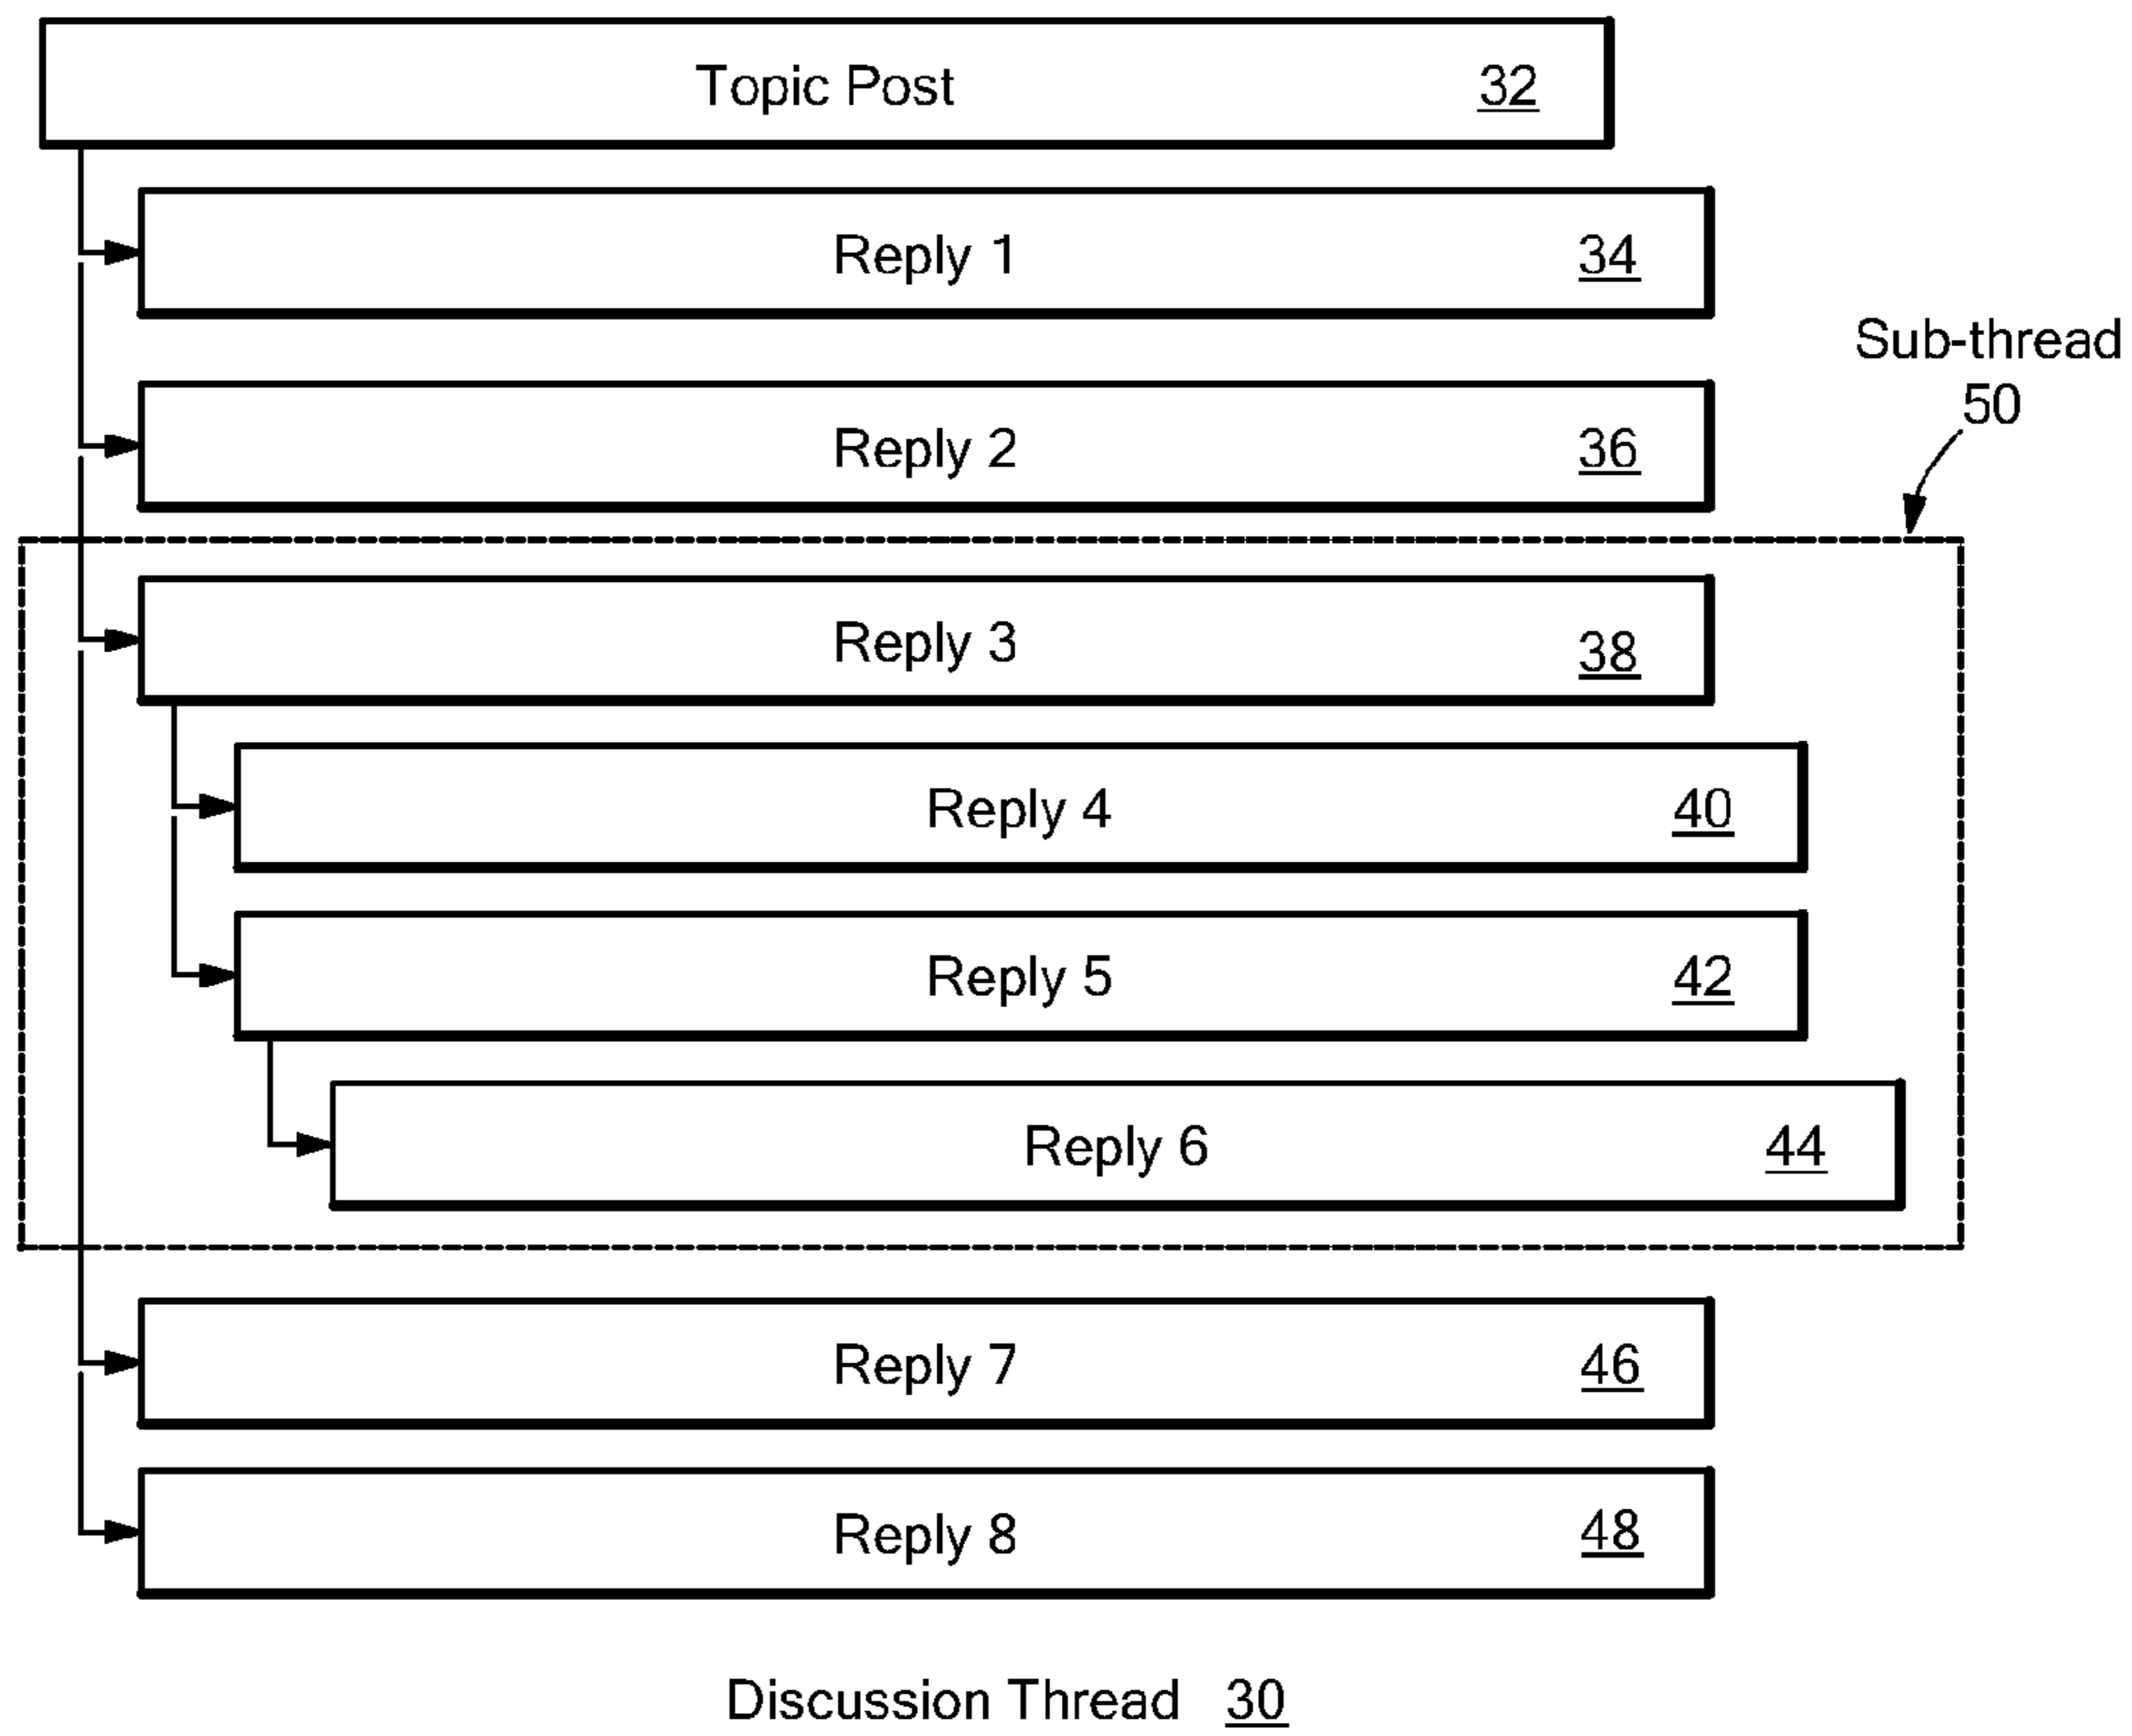 Topic Post 32
Reply 1 34
Sub-thread
50
Reply 2 36
Reply 3 38
Reply 4 40
Reply 5 42
Reply 6 44
Reply 7 46
Reply 8 48
Discussion Thread 30